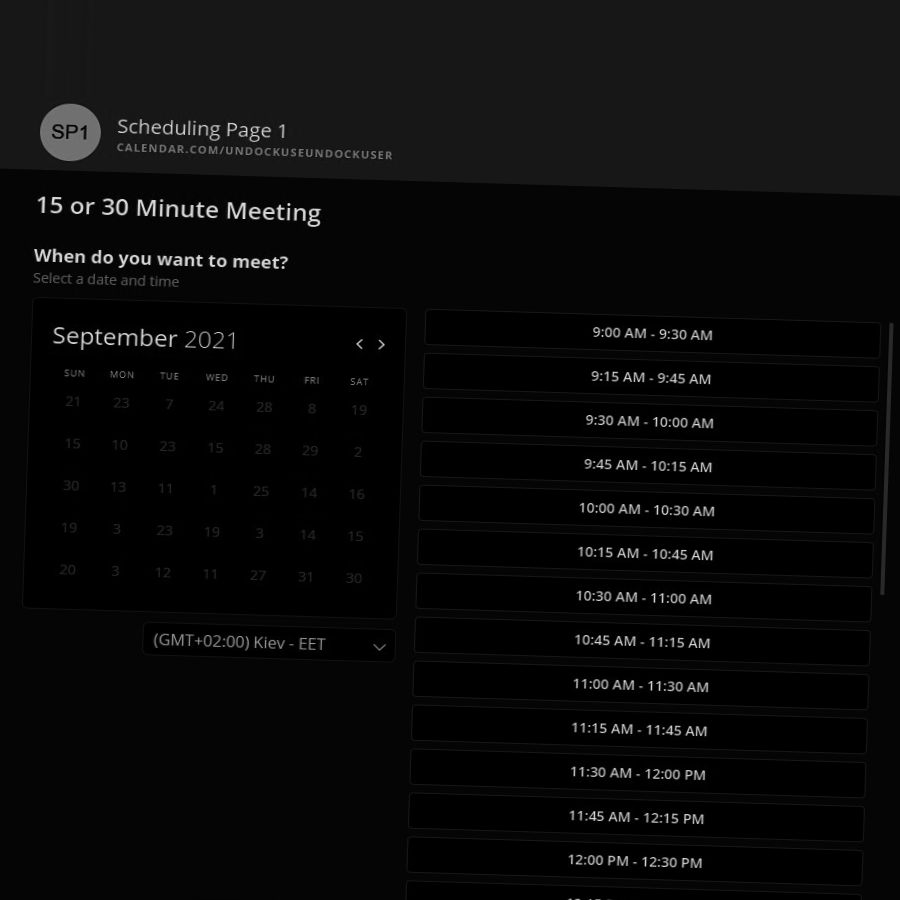 SP1
Scheduling Page 1
CALENDAR.COM/UNDOCKUSEUNDOCKUSER
15 or 30 Minute Meeting
When do you want to meet?
Select a date and time
September 2021
SUN MON TUE WED THU FRI SAT
21 23 7 24 28 8 19
15 10 23 15 28 29 2
30 13 11 1 25 14 16
19 3 23 19 3 14 15
20 3 12 11 27 31 30
(GMT+02:00) Kiev - EET
9:00 AM - 9:30 AM
9:15 AM - 9:45 AM
9:30 AM - 10:00 AM
9:45 AM - 10:15 AM
10:00 AM - 10:30 AM
10:15 AM - 10:45 AM
10:30 AM - 11:00 AM
10:45 AM - 11:15 AM
11:00 AM - 11:30 AM
11:15 AM - 11:45 AM
11:30 AM - 12:00 PM
11:45 AM - 12:15 PM
12:00 PM - 12:30 PM